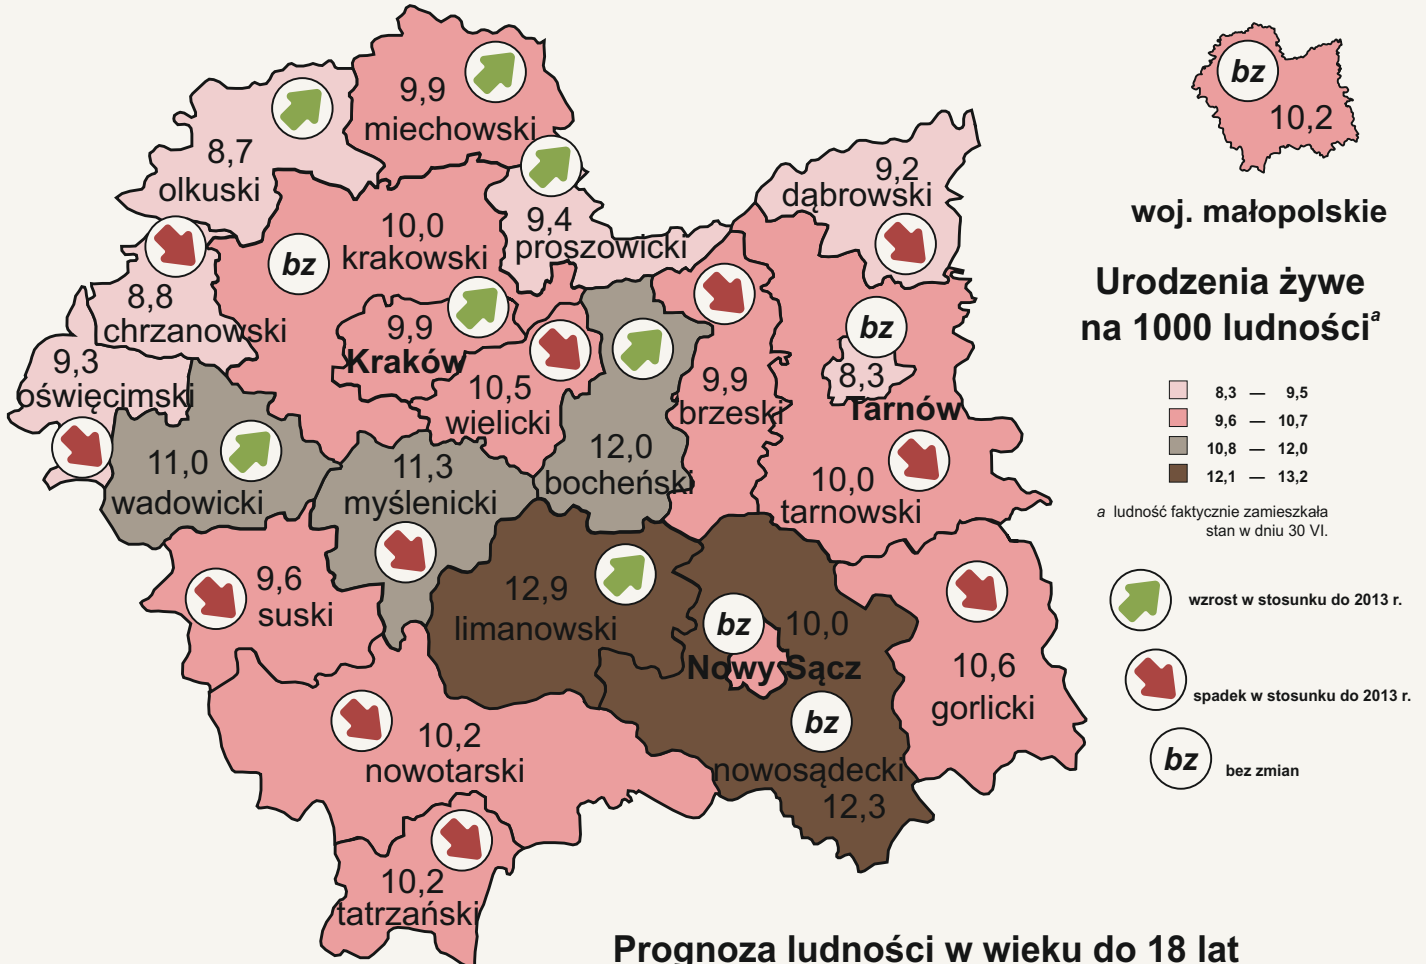 9,9
miechowski
8,7
olkuski
9,4
proszowicki
9,2
dąbrowski
10,0
krakowski
bz
8,8
chrzanowski
9,9
Kraków
9,3
oświęcimski
10,5
wielicki
12,0
bocheński
9,9
brzeski
bz
8,3
Tarnów
10,0
tarnowski
11,0
wadowicki
11,3
myślenicki
9,6
suski
12,9
limanowski
bz
10,0
Nowy Sącz
10,6
gorlicki
bz
nowosądecki
12,3
10,2
nowotarski
10,2
tatrzański
bz
10,2
woj. małopolskie
Urodzenia żywe
na 1000 ludności a
8,3 — 9,5
9,6 — 10,7
10,8 — 12,0
12,1 — 13,2
a ludność faktycznie zamieszkała
stan w dniu 30 VI.
wzrost w stosunku do 2013 r.
spadek w stosunku do 2013 r.
bz bez zmian
Prognoza ludności w wieku do 18 lat